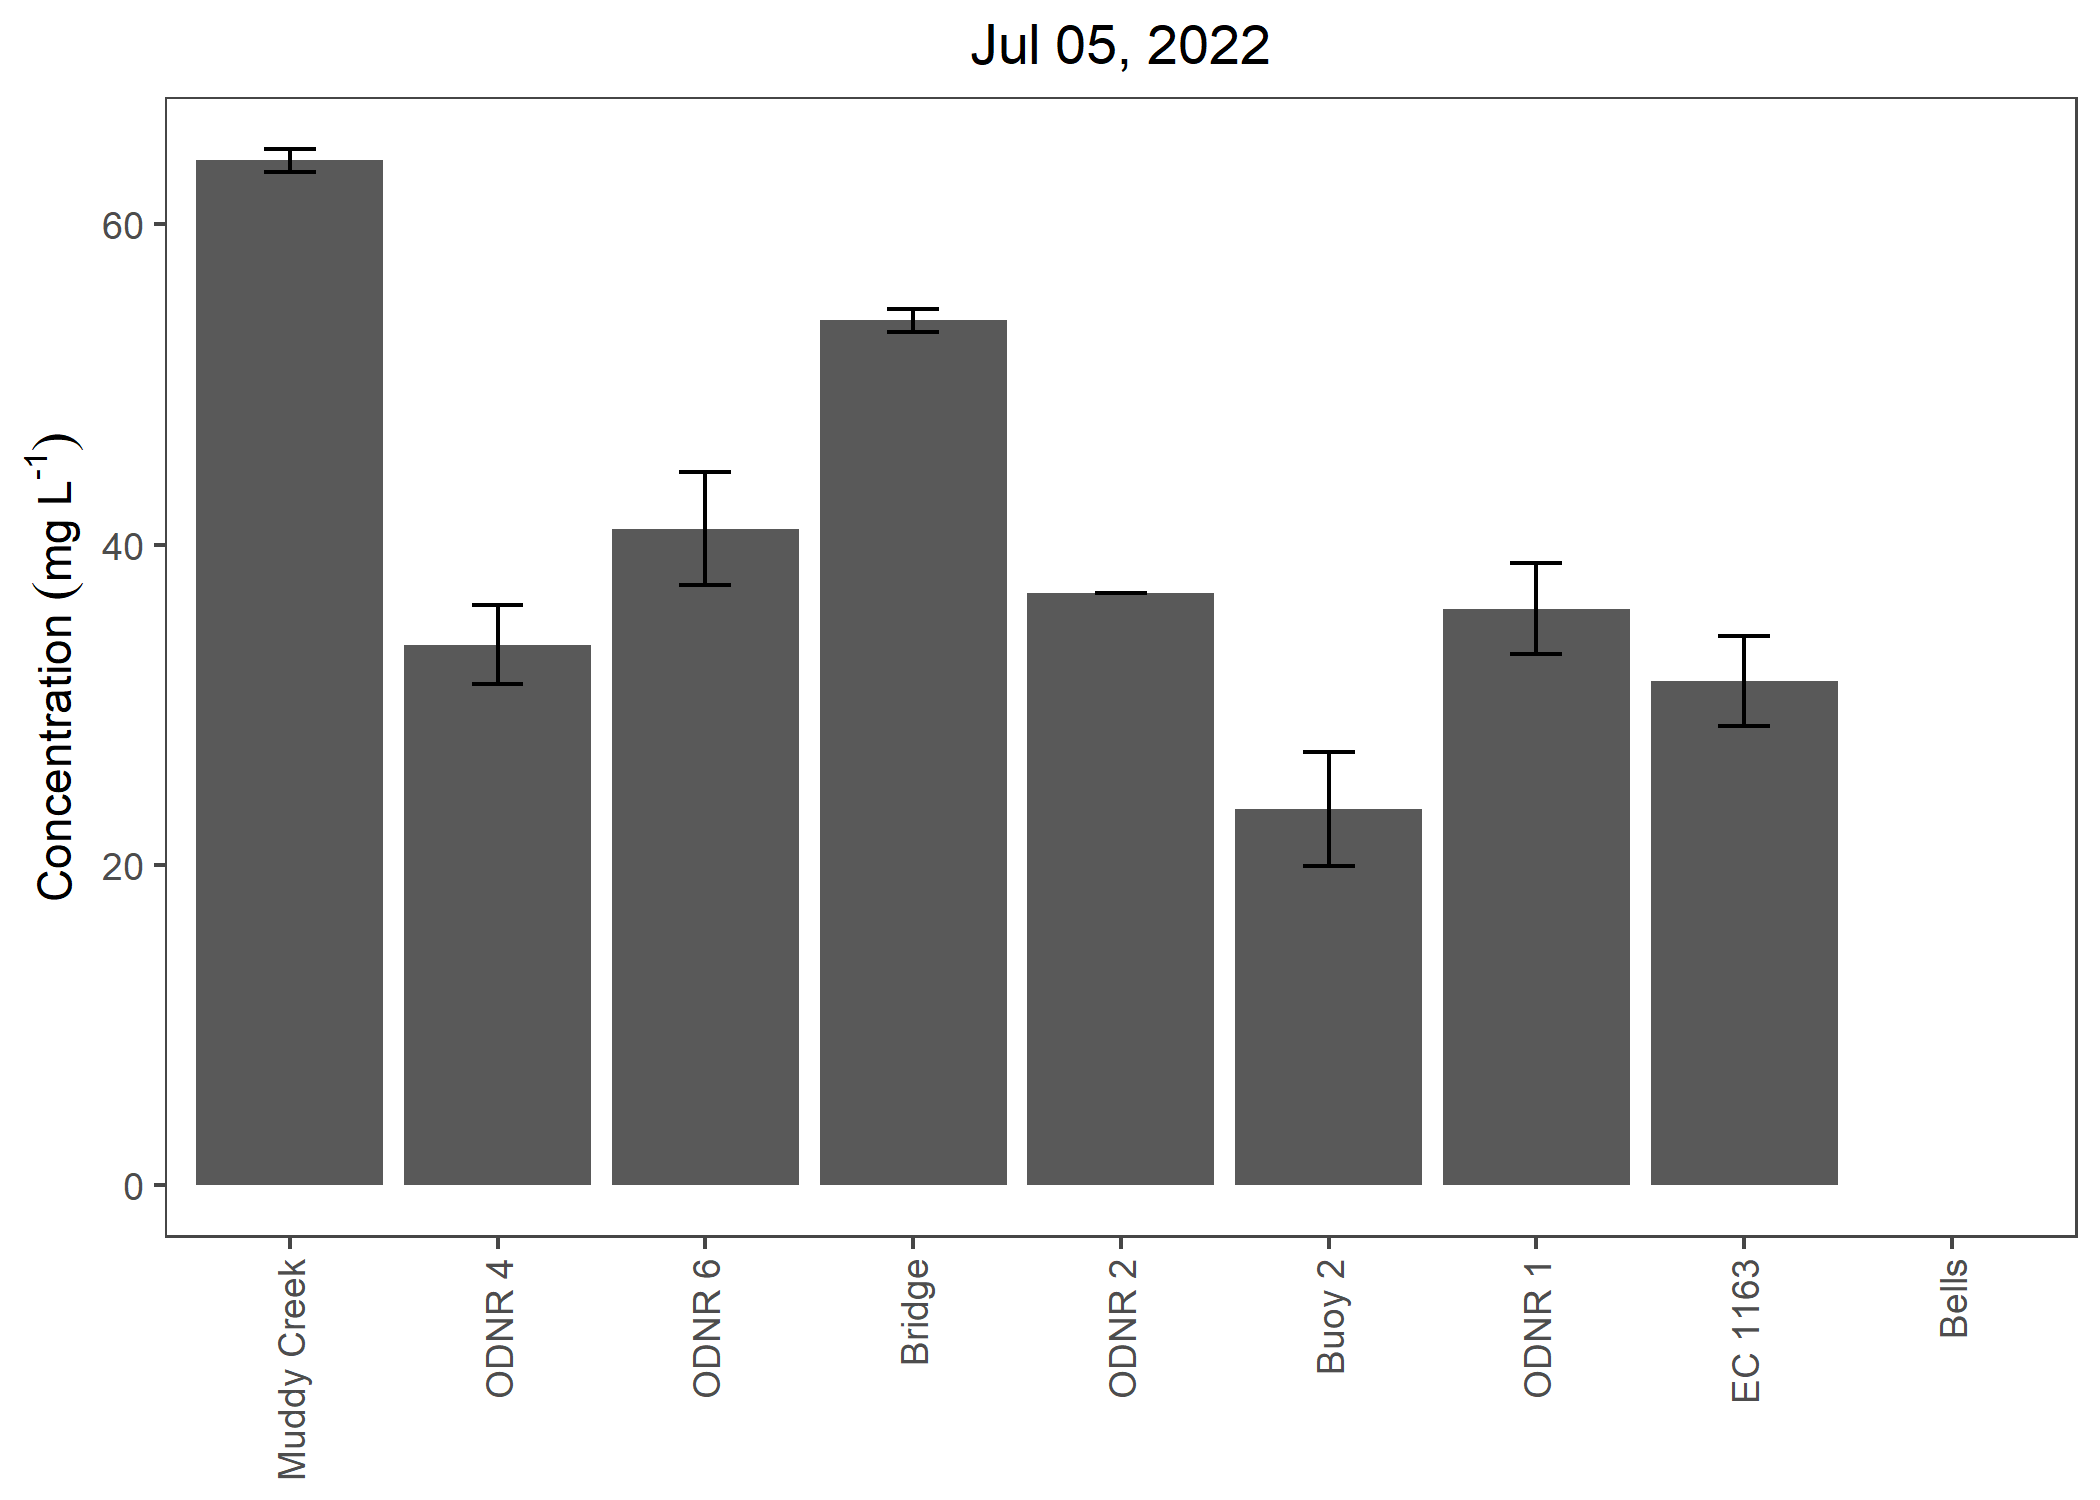 Jul 05, 2022
Concentration (mg L⁻¹)
60
40
20
0
Muddy Creek
ODNR 4
ODNR 6
Bridge
ODNR 2
Buoy 2
ODNR 1
EC 1163
Bells